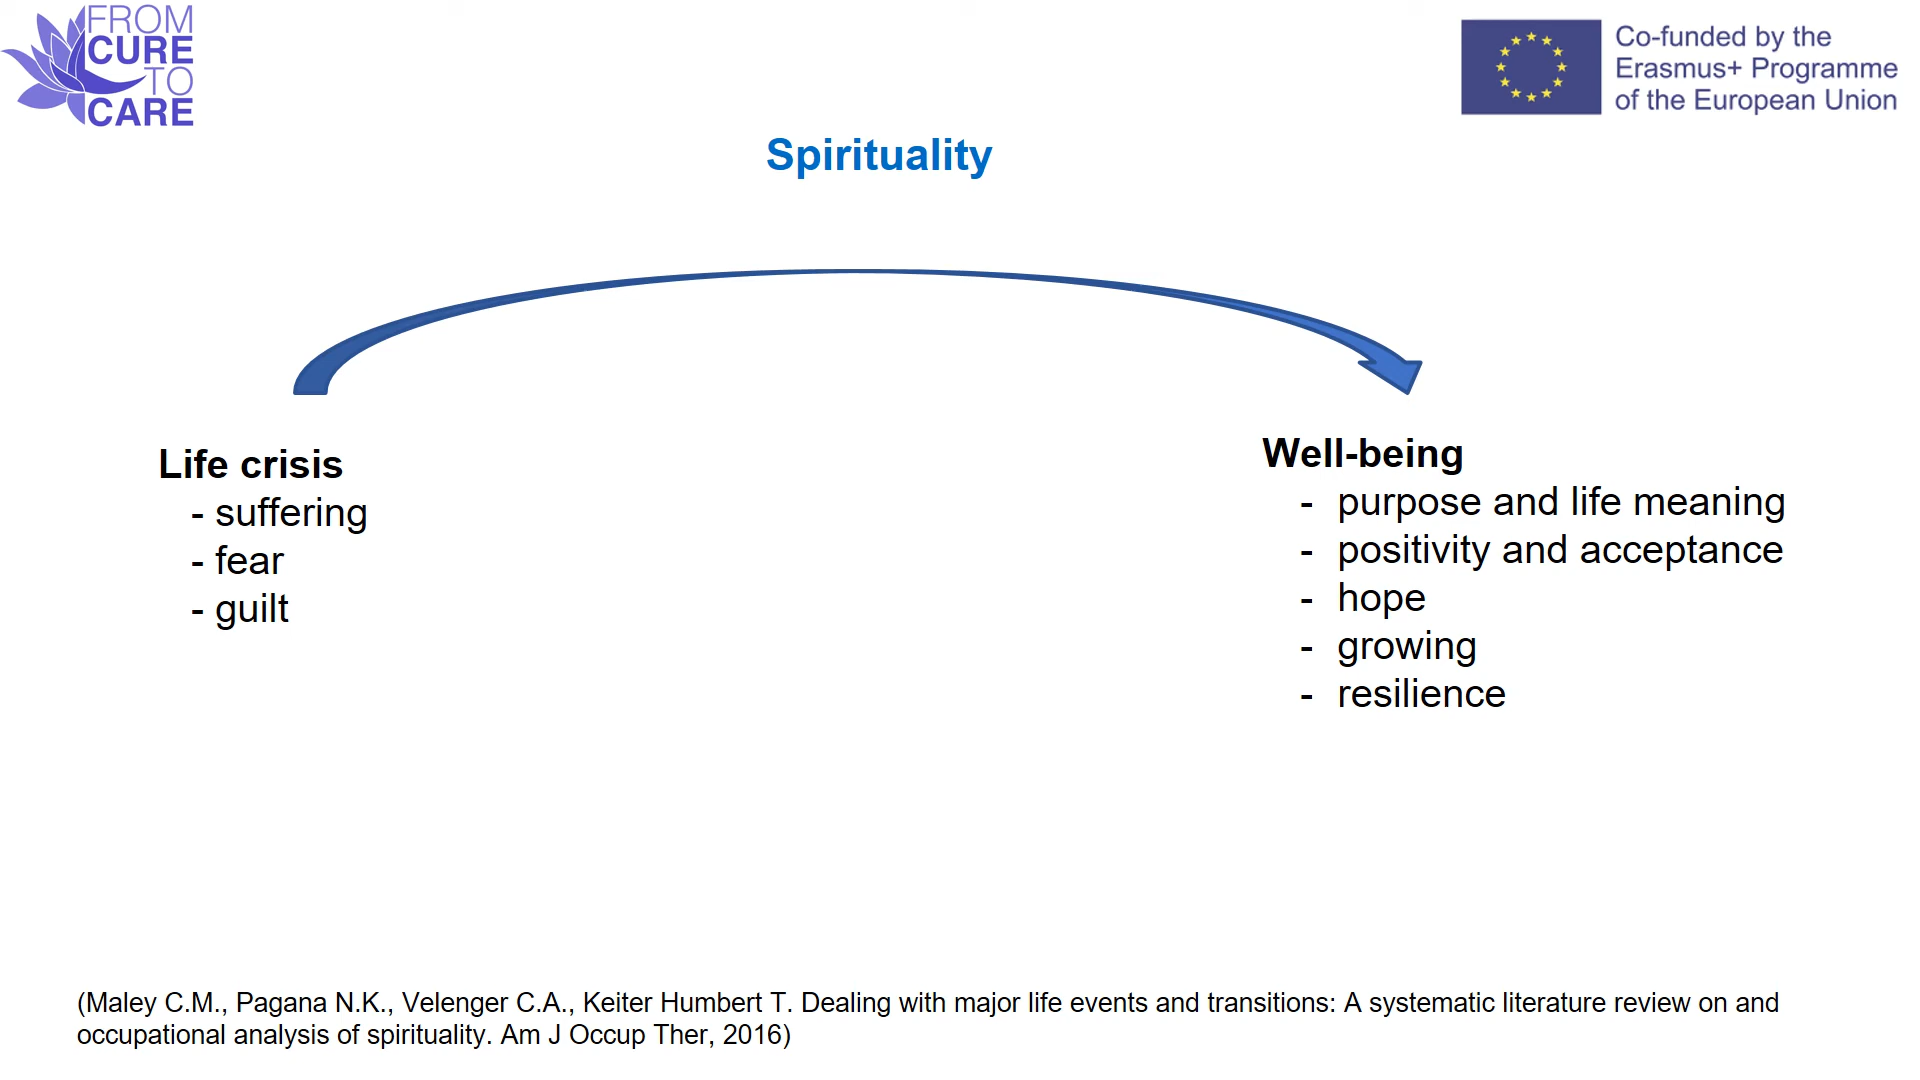 FROM
CURE
TO
CARE
Co-funded by the
Erasmus+ Programme
of the European Union
Spirituality
Life crisis
- suffering
- fear
- guilt
Well-being
- purpose and life meaning
- positivity and acceptance
- hope
- growing
- resilience
(Maley C.M., Pagana N.K., Velenger C.A., Keiter Humbert T. Dealing with major life events and transitions: A systematic literature review on and
occupational analysis of spirituality. Am J Occup Ther, 2016)